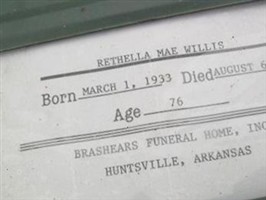 RETHELLA MAE WILLIS
Born MARCH 1, 1933 Died AUGUST 6
Age 76
BRASHEARS FUNERAL HOME, INC
HUNTSVILLE, ARKANSAS